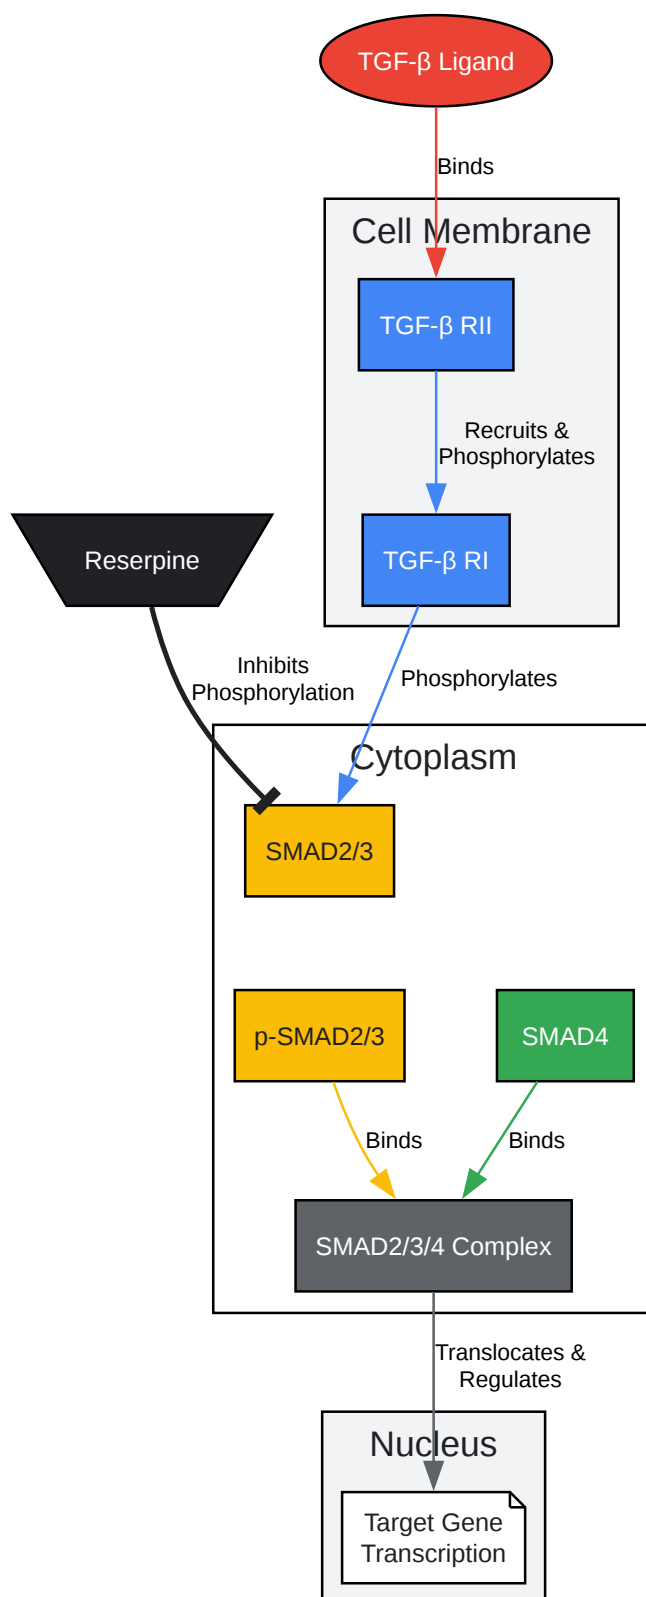 TGF-β Ligand
Binds
Cell Membrane
TGF-β RII
Recruits &
Phosphorylates
Reserpine
TGF-β RI
Inhibits
Phosphorylation
Phosphorylates
Cytoplasm
SMAD2/3
p-SMAD2/3
SMAD4
Binds
Binds
SMAD2/3/4 Complex
Translocates &
Regulates
Nucleus
Target Gene
Transcription